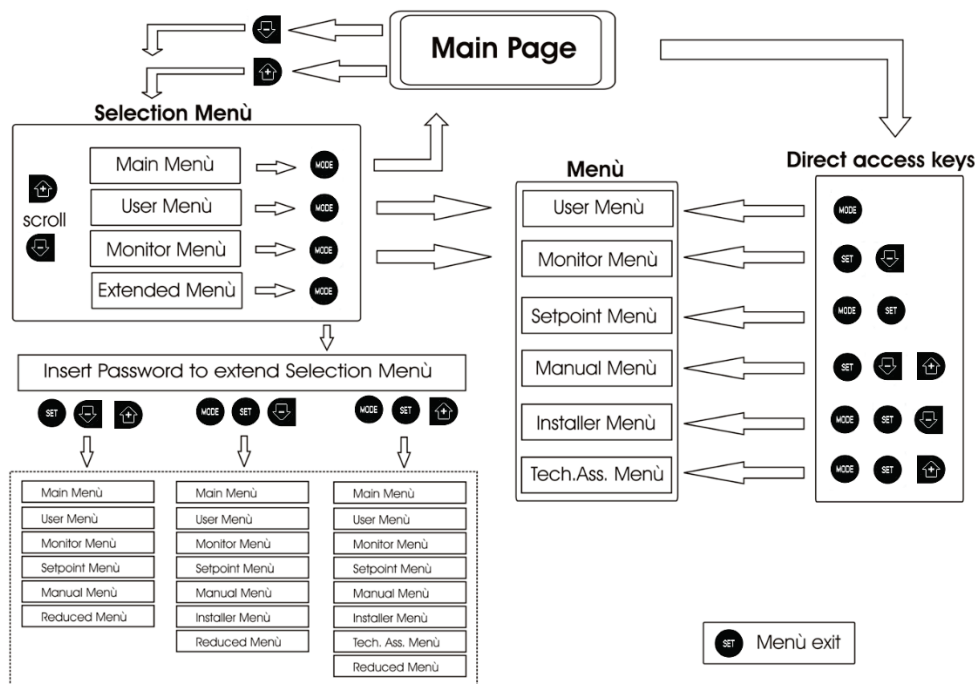 Main Page
Selection Menù
Main Menù MODE
User Menù MODE
scroll
Monitor Menù MODE
Extended Menù MODE
Insert Password to extend Selection Menù
SET - +
MODE SET -
MODE SET +
Main Menù
User Menù
Monitor Menù
Setpoint Menù
Manual Menù
Reduced Menù
Main Menù
User Menù
Monitor Menù
Setpoint Menù
Manual Menù
Installer Menù
Reduced Menù
Main Menù
User Menù
Monitor Menù
Setpoint Menù
Manual Menù
Installer Menù
Tech. Ass. Menù
Reduced Menù
Menù
User Menù
Monitor Menù
Setpoint Menù
Manual Menù
Installer Menù
Tech.Ass. Menù
Direct access keys
MODE
SET -
MODE SET
SET - +
MODE SET -
MODE SET +
SET Menù exit